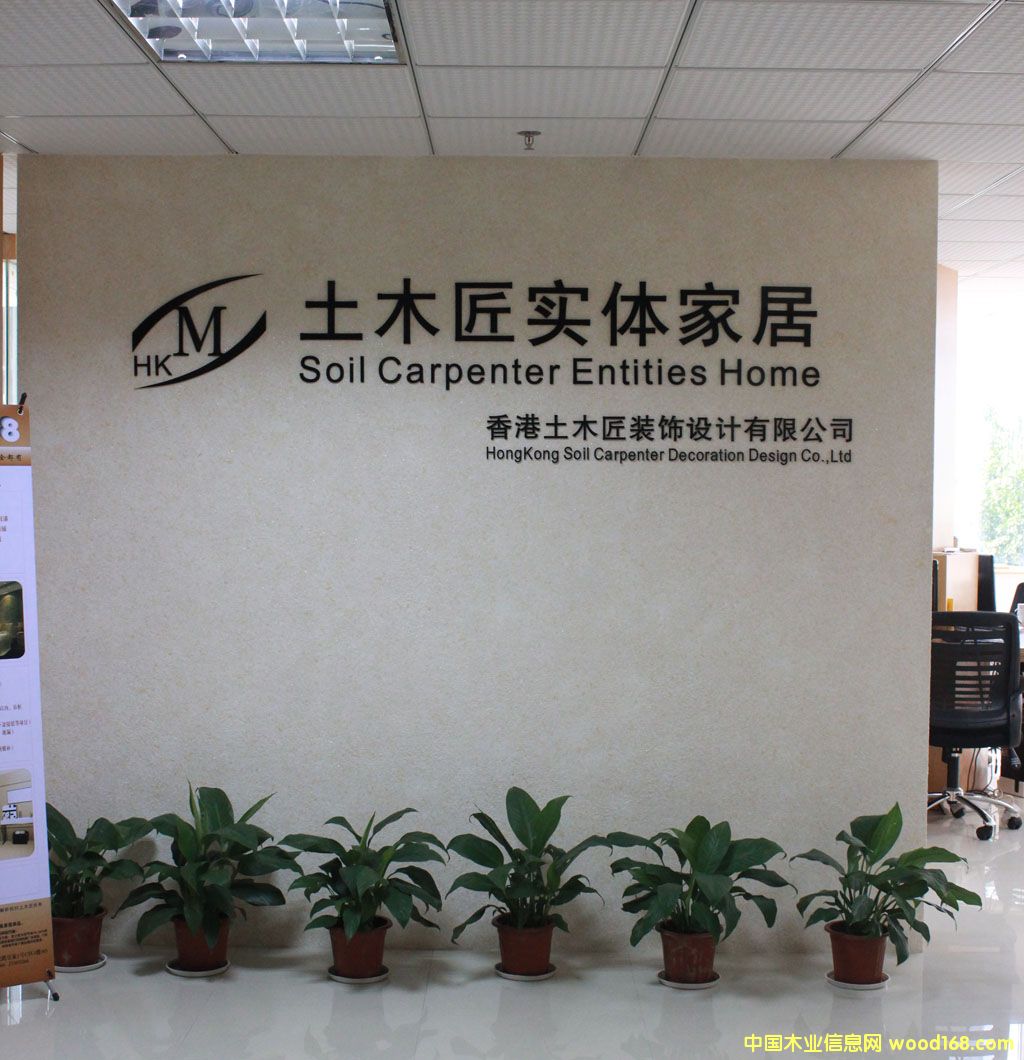 HK M
土木匠实体家居
Soil Carpenter Entities Home
香港土木匠装饰设计有限公司
HongKong Soil Carpenter Decoration Design Co.,Ltd
8
中国木业信息网 wood168.com